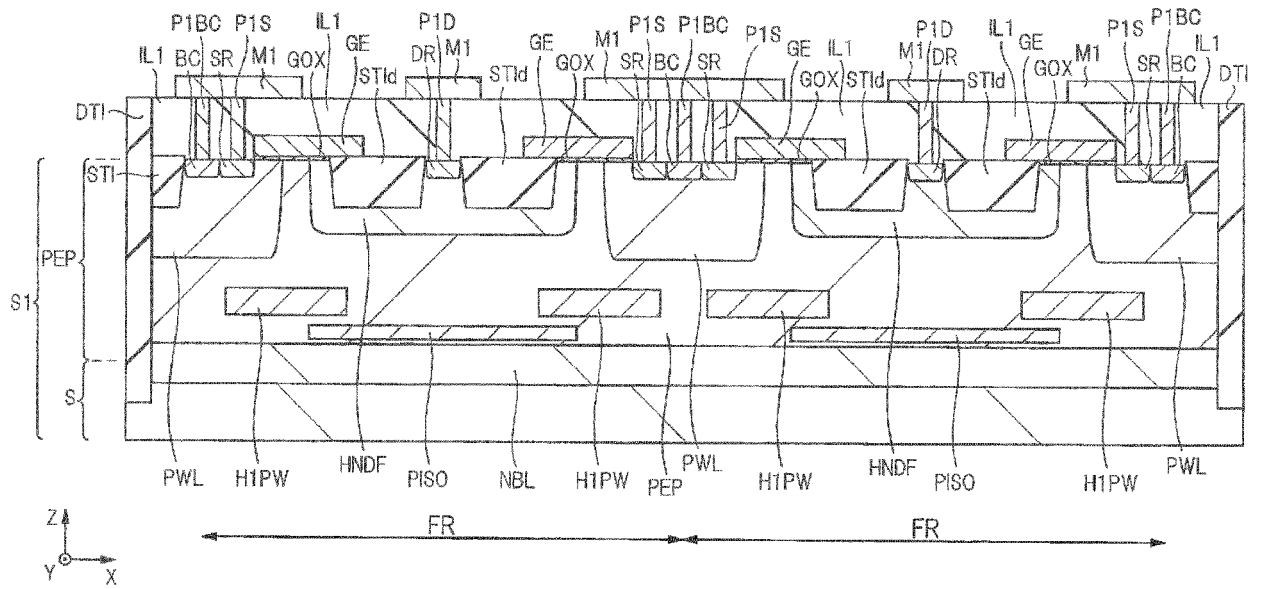 P1BC P1S IL1 P1D P1S P1BC P1S P1D IL1 P1S P1BC
IL1 BC SR M1 GOX GE STId DR M1 STId GE GOX M1 SR BC SR GE IL1 GOX STId M1 DR STId GE GOX M1 SR BC IL1 DTI
DTI
STI
PEP
S1
S
PWL H1PW HNDF PISO NBL H1PW PEP PWL H1PW HNDF PISO H1PW PWL
FR FR
Z
Y X